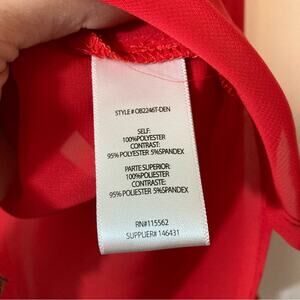 STYLE # OB2246T-DEN
SELF:
100%POLYESTER
CONTRAST:
95%POLYESTER 5%SPANDEX
PARTE SUPERIOR:
100%POLIESTER
CONTRASTE:
95%POLIESTER 5%SPANDEX
RN#115562
SUPPLIER# 146431